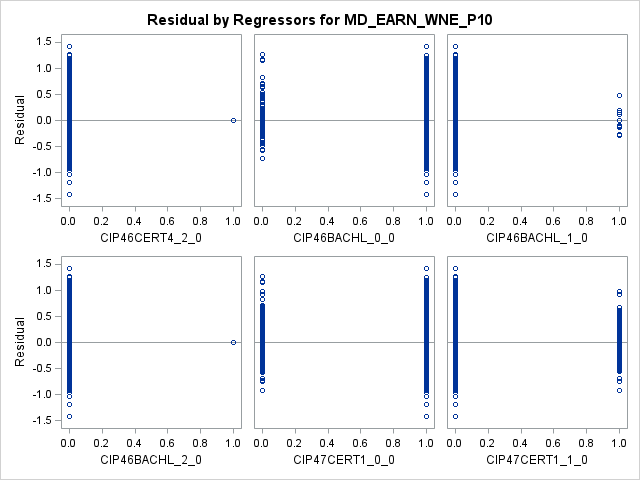 Residual by Regressors for MD_EARN_WNE_P10
Residual
1.5
1.0
0.5
0.0
-0.5
-1.0
-1.5
0.0 0.2 0.4 0.6 0.8 1.0
CIP46CERT4_2_0
0.0 0.2 0.4 0.6 0.8 1.0
CIP46BACHL_0_0
0.0 0.2 0.4 0.6 0.8 1.0
CIP46BACHL_1_0
Residual
1.5
1.0
0.5
0.0
-0.5
-1.0
-1.5
0.0 0.2 0.4 0.6 0.8 1.0
CIP46BACHL_2_0
0.0 0.2 0.4 0.6 0.8 1.0
CIP47CERT1_0_0
0.0 0.2 0.4 0.6 0.8 1.0
CIP47CERT1_1_0